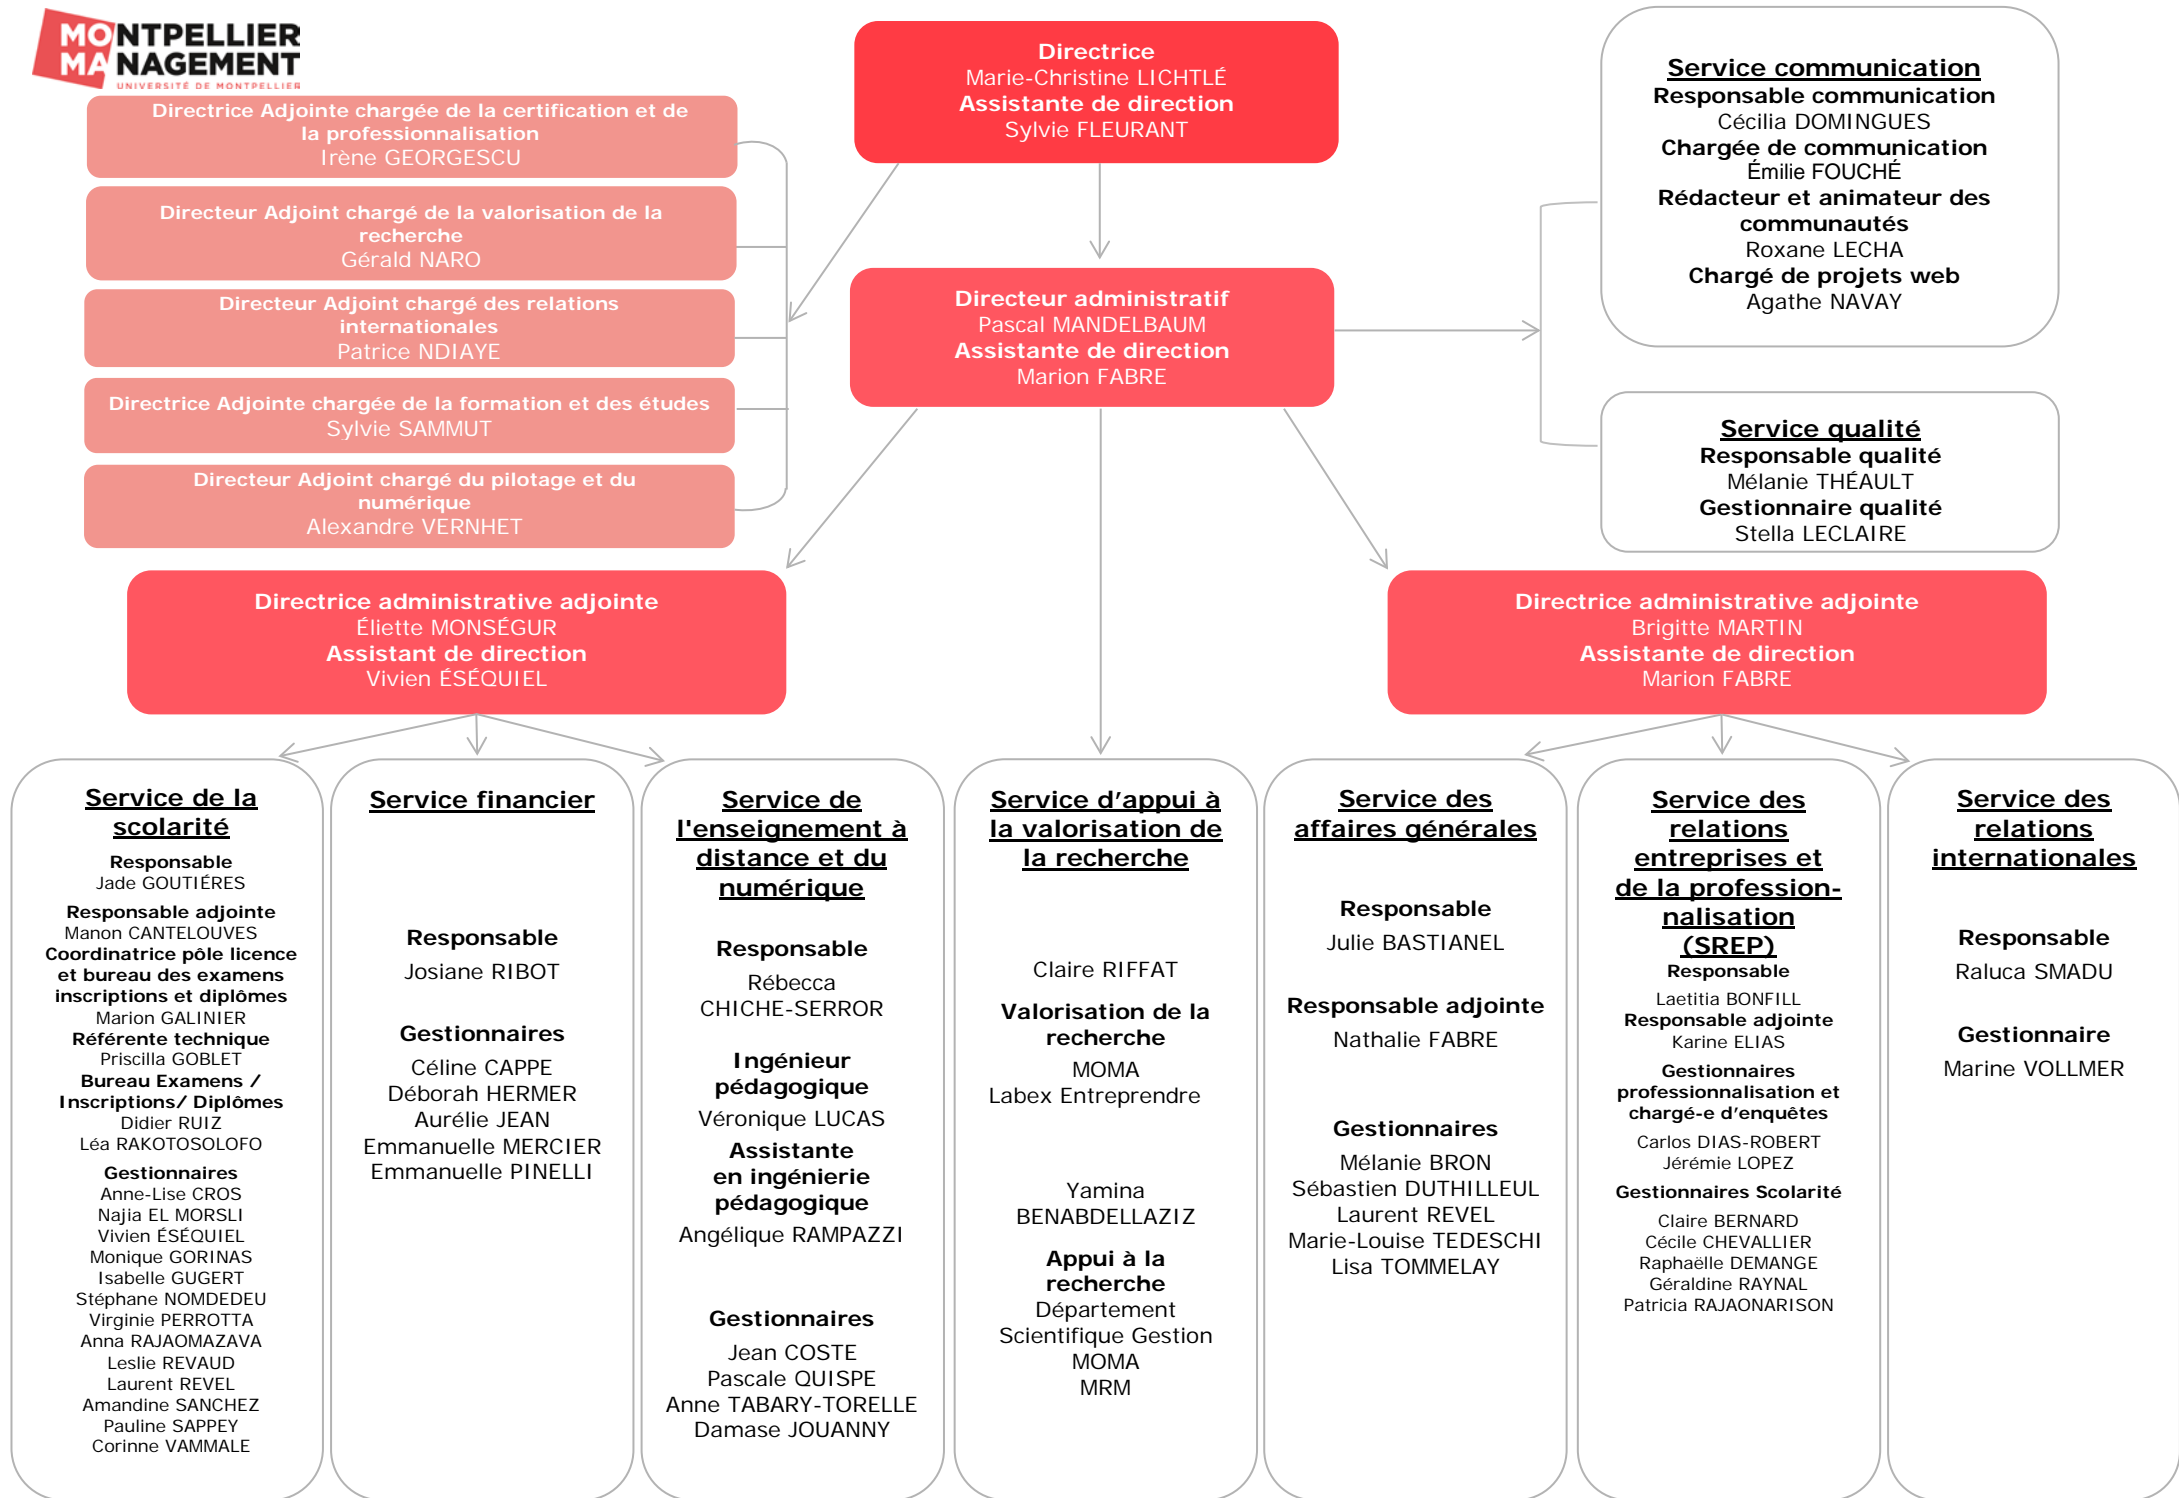 MONTPELLIER
MANAGEMENT
UNIVERSITÉ DE MONTPELLIER
Directrice
Marie-Christine LICHTLÉ
Assistante de direction
Sylvie FLEURANT
Directrice Adjointe chargée de la certification et de
la professionnalisation
Irène GEORGESCU
Directeur Adjoint chargé de la valorisation de la
recherche
Gérald NARO
Directeur Adjoint chargé des relations
internationales
Patrice NDIAYE
Directrice Adjointe chargée de la formation et des études
Sylvie SAMMUT
Directeur Adjoint chargé du pilotage et du
numérique
Alexandre VERNHET
Directeur administratif
Pascal MANDELBAUM
Assistante de direction
Marion FABRE
Service communication
Responsable communication
Cécilia DOMINGUES
Chargée de communication
Émilie FOUCHÉ
Rédacteur et animateur des
communautés
Roxane LECHA
Chargé de projets web
Agathe NAVAY
Service qualité
Responsable qualité
Mélanie THÉAULT
Gestionnaire qualité
Stella LECLAIRE
Directrice administrative adjointe
Éliette MONSÉGUR
Assistant de direction
Vivien ÉSÉQUIEL
Directrice administrative adjointe
Brigitte MARTIN
Assistante de direction
Marion FABRE
Service de la
scolarité
Responsable
Jade GOUTIÉRES
Responsable adjointe
Manon CANTELOUVES
Coordinatrice pôle licence
et bureau des examens
inscriptions et diplômes
Marion GALINIER
Référente technique
Priscilla GOBLET
Bureau Examens /
Inscriptions/ Diplômes
Didier RUIZ
Léa RAKOTOSOLOFO
Gestionnaires
Anne-Lise CROS
Najia EL MORSLI
Vivien ÉSÉQUIEL
Monique GORINAS
Isabelle GUGERT
Stéphane NOMDEDEU
Virginie PERROTTA
Anna RAJAOMAZAVA
Leslie REVAUD
Laurent REVEL
Amandine SANCHEZ
Pauline SAPPEY
Corinne VAMMALE
Service financier
Responsable
Josiane RIBOT
Gestionnaires
Céline CAPPE
Déborah HERMER
Aurélie JEAN
Emmanuelle MERCIER
Emmanuelle PINELLI
Service de
l'enseignement à
distance et du
numérique
Responsable
Rébecca
CHICHE-SERROR
Ingénieur
pédagogique
Véronique LUCAS
Assistante
en ingénierie
pédagogique
Angélique RAMPAZZI
Gestionnaires
Jean COSTE
Pascale QUISPE
Anne TABARY-TORELLE
Damase JOUANNY
Service d'appui à
la valorisation de
la recherche
Claire RIFFAT
Valorisation de la
recherche
MOMA
Labex Entreprendre
Yamina
BENABDELLAZIZ
Appui à la
recherche
Département
Scientifique Gestion
MOMA
MRM
Service des
affaires générales
Responsable
Julie BASTIANEL
Responsable adjointe
Nathalie FABRE
Gestionnaires
Mélanie BRON
Sébastien DUTHILLEUL
Laurent REVEL
Marie-Louise TEDESCHI
Lisa TOMMELAY
Service des
relations
entreprises et
de la profession-
nalisation
(SREP)
Responsable
Laetitia BONFILL
Responsable adjointe
Karine ELIAS
Gestionnaires
professionnalisation et
chargé-e d'enquêtes
Carlos DIAS-ROBERT
Jérémie LOPEZ
Gestionnaires Scolarité
Claire BERNARD
Cécile CHEVALLIER
Raphaëlle DEMANGE
Géraldine RAYNAL
Patricia RAJAONARISON
Service des
relations
internationales
Responsable
Raluca SMADU
Gestionnaire
Marine VOLLMER